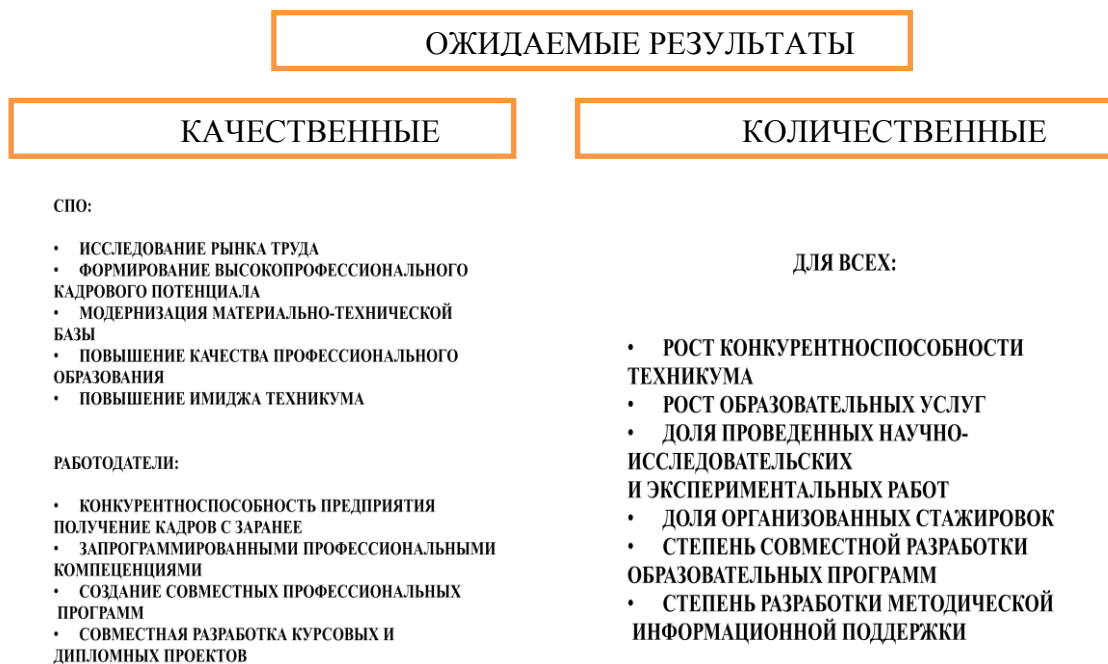 ОЖИДАЕМЫЕ РЕЗУЛЬТАТЫ
КАЧЕСТВЕННЫЕ
СПО:
• ИССЛЕДОВАНИЕ РЫНКА ТРУДА
• ФОРМИРОВАНИЕ ВЫСОКОПРОФЕССИОНАЛЬНОГО
КАДРОВОГО ПОТЕНЦИАЛА
• МОДЕРНИЗАЦИЯ МАТЕРИАЛЬНО-ТЕХНИЧЕСКОЙ
БАЗЫ
• ПОВЫШЕНИЕ КАЧЕСТВА ПРОФЕССИОНАЛЬНОГО
ОБРАЗОВАНИЯ
• ПОВЫШЕНИЕ ИМИДЖА ТЕХНИКУМА
РАБОТОДАТЕЛИ:
• КОНКУРЕНТНОСПОСОБНОСТЬ ПРЕДПРИЯТИЯ
ПОЛУЧЕНИЕ КАДРОВ С ЗАРАНЕЕ
• ЗАПРОГРАММИРОВАННЫМИ ПРОФЕССИОНАЛЬНЫМИ
КОМПЕЦЕНЦИЯМИ
• СОЗДАНИЕ СОВМЕСТНЫХ ПРОФЕССИОНАЛЬНЫХ
ПРОГРАММ
• СОВМЕСТНАЯ РАЗРАБОТКА КУРСОВЫХ И
ДИПЛОМНЫХ ПРОЕКТОВ
КОЛИЧЕСТВЕННЫЕ
ДЛЯ ВСЕХ:
• РОСТ КОНКУРЕНТНОСПОСОБНОСТИ
ТЕХНИКУМА
• РОСТ ОБРАЗОВАТЕЛЬНЫХ УСЛУГ
• ДОЛЯ ПРОВЕДЕННЫХ НАУЧНО-
ИССЛЕДОВАТЕЛЬСКИХ
И ЭКСПЕРИМЕНТАЛЬНЫХ РАБОТ
• ДОЛЯ ОРГАНИЗОВАННЫХ СТАЖИРОВОК
• СТЕПЕНЬ СОВМЕСТНОЙ РАЗРАБОТКИ
ОБРАЗОВАТЕЛЬНЫХ ПРОГРАММ
• СТЕПЕНЬ РАЗРАБОТКИ МЕТОДИЧЕСКОЙ
ИНФОРМАЦИОННОЙ ПОДДЕРЖКИ